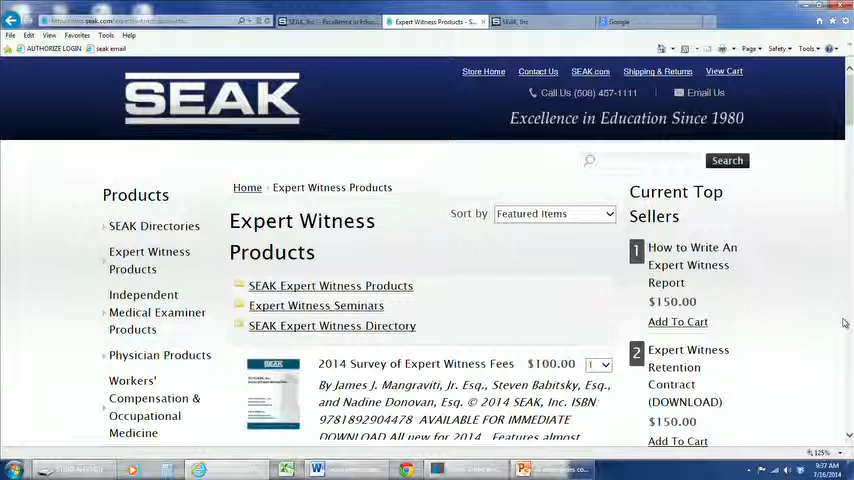 Expert Witness Products - S...
SEAK, Inc
Google
File Edit View Favorites Tools Help
AUTHORIZE LOGIN seak email
Page Safety Tools
SEAK
Store Home Contact Us SEAK.com Shipping & Returns View Cart
Call Us (508) 457-1111 Email Us
Excellence in Education Since 1980
Search
Products
SEAK Directories
Expert Witness
Products
Independent
Medical Examiner
Products
Physician Products
Workers'
Compensation &
Occupational
Medicine
Home Expert Witness Products
Expert Witness
Products
Sort by Featured Items
SEAK Expert Witness Products
Expert Witness Seminars
SEAK Expert Witness Directory
2014 Survey of Expert Witness Fees $100.00 1
By James J. Mangraviti, Jr. Esq., Steven Babitsky, Esq.,
and Nadine Donovan, Esq. © 2014 SEAK, Inc. ISBN:
9781892904478 AVAILABLE FOR IMMEDIATE
DOWNLOAD All new for 2014. Features almost
Current Top
Sellers
1 How to Write An
Expert Witness
Report
$150.00
Add To Cart
2 Expert Witness
Retention
Contract
(DOWNLOAD)
$150.00
Add To Cart
125%
9:37 AM
7/16/2014